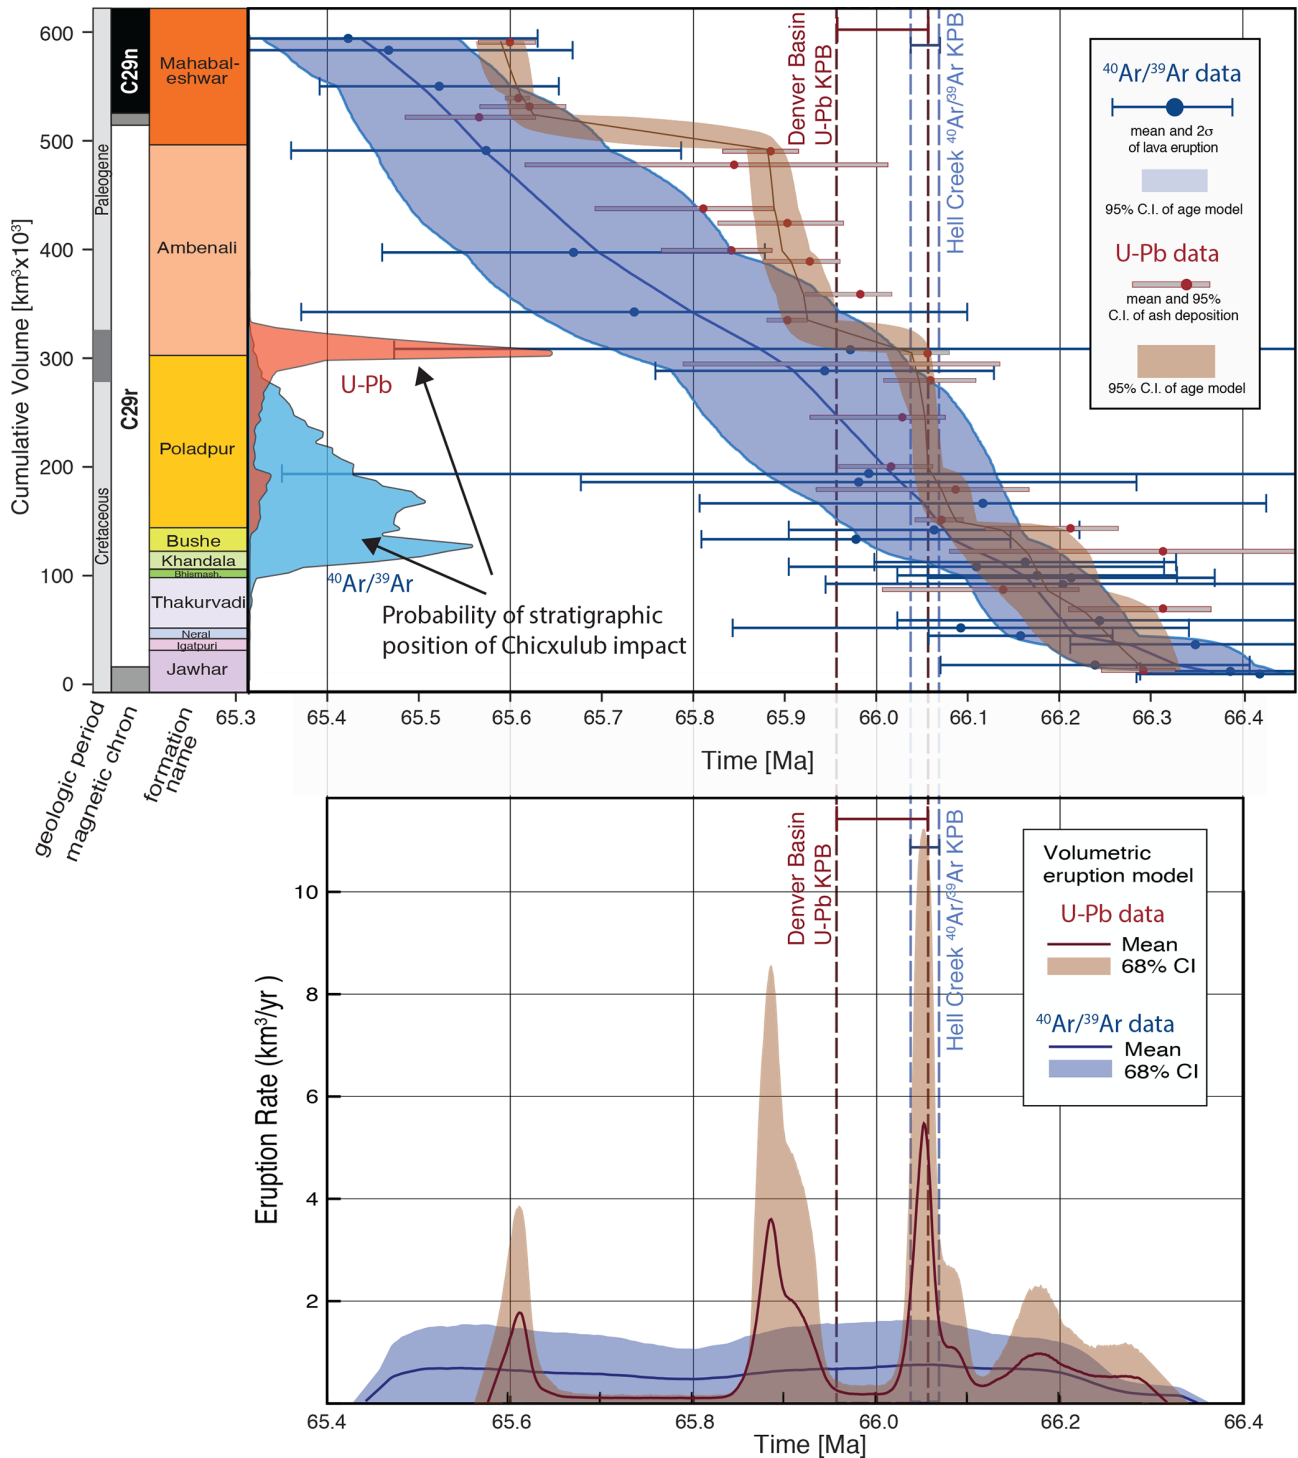 600
500
400
300
200
100
0
Cumulative Volume [km³x10³]
Paleogene
Cretaceous
C29n
C29r
Mahabal-
eshwar
Ambenali
Poladpur
Bushe
Khandala
Bhismash.
Thakurvadi
Neral
Igatpuri
Jawhar
geologic period
magnetic chron
formation
name
U-Pb
⁴⁰Ar/³⁹Ar
Probability of stratigraphic
position of Chicxulub impact
Denver Basin
U-Pb KPB
Hell Creek ⁴⁰Ar/³⁹Ar KPB
⁴⁰Ar/³⁹Ar data
mean and 2σ
of lava eruption
95% C.I. of age model
U-Pb data
mean and 95%
C.I. of ash deposition
95% C.I. of age model
65.3 65.4 65.5 65.6 65.7 65.8 65.9 66.0 66.1 66.2 66.3 66.4
Time [Ma]
10
8
6
4
2
Eruption Rate (km³/yr )
Denver Basin
U-Pb KPB
Hell Creek ⁴⁰Ar/³⁹Ar KPB
Volumetric
eruption model
U-Pb data
Mean
68% CI
⁴⁰Ar/³⁹Ar data
Mean
68% CI
65.4 65.6 65.8 66.0 66.2 66.4
Time [Ma]